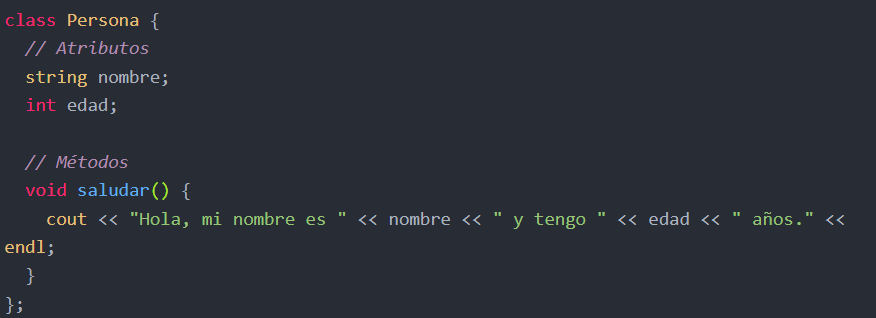 class Persona {
  // Atributos
  string nombre;
  int edad;

  // Métodos
  void saludar() {
    cout << "Hola, mi nombre es " << nombre << " y tengo " << edad << " años." <<
endl;
  }
};